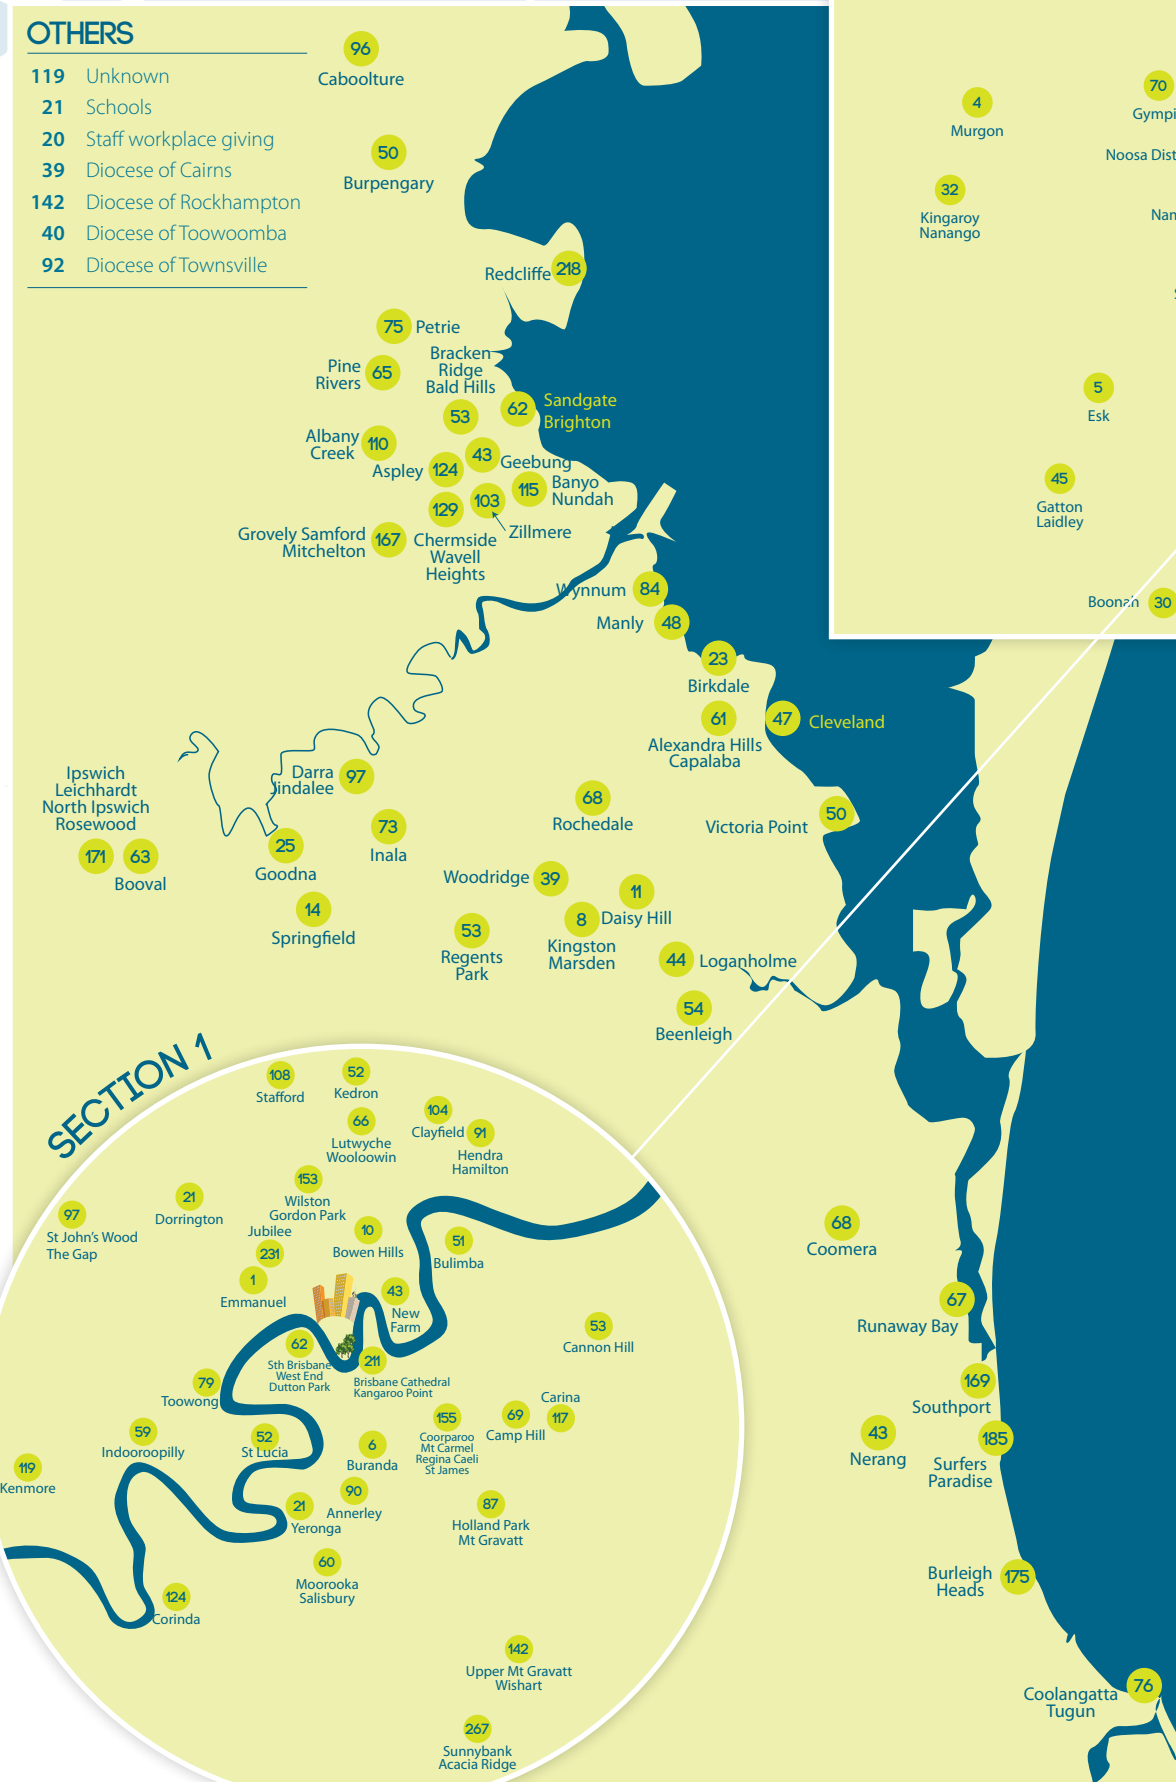 OTHERS
119 Unknown
21 Schools
20 Staff workplace giving
39 Diocese of Cairns
142 Diocese of Rockhampton
40 Diocese of Toowoomba
92 Diocese of Townsville
96
Caboolture
50
Burpengary
Redcliffe 218
75 Petrie
Pine
Rivers 65
Bracken
Ridge
Bald Hills
53
62 Sandgate
Brighton
Albany
Creek 110
43 Geebung
Aspley 124
115 Banyo
Nundah
103
Zillmere
129
Chermside
Wavell
Heights
Grovely Samford
Mitchelton 167
Wynnum 84
Manly 48
23
Birkdale
61
Alexandra Hills
Capalaba
47 Cleveland
Darra
Jindalee 97
Ipswich
Leichhardt
North Ipswich
Rosewood
171
63
Booval
25
Goodna
73
Inala
14
Springfield
68
Rochedale
Victoria Point 50
Woodridge 39
11
Daisy Hill
8
Kingston
Marsden
53
Regents
Park
44 Loganholme
54
Beenleigh
4
Murgon
70
Gympi
Noosa Dist
32
Kingaroy
Nanango
Nan
5
Esk
45
Gatton
Laidley
Boonah 30
SECTION 1
108
Stafford
52
Kedron
66
Lutwyche
Wooloowin
104
Clayfield
91
Hendra
Hamilton
153
Wilston
Gordon Park
21
Dorrington
97
St John's Wood
The Gap
Jubilee
231
1
Emmanuel
10
Bowen Hills
51
Bulimba
43
New
Farm
53
Cannon Hill
62
Sth Brisbane
West End
Dutton Park
211
Brisbane Cathedral
Kangaroo Point
79
Toowong
59
Indooroopilly
52
St Lucia
119
Kenmore
6
Buranda
155
Coorparoo
Mt Carmel
Regina Caeli
St James
69
Camp Hill
Carina
117
90
Annerley
21
Yeronga
87
Holland Park
Mt Gravatt
60
Moorooka
Salisbury
124
Corinda
142
Upper Mt Gravatt
Wishart
267
Sunnybank
Acacia Ridge
68
Coomera
67
Runaway Bay
169
Southport
43
Nerang
185
Surfers
Paradise
Burleigh
Heads 175
76
Coolangatta
Tugun